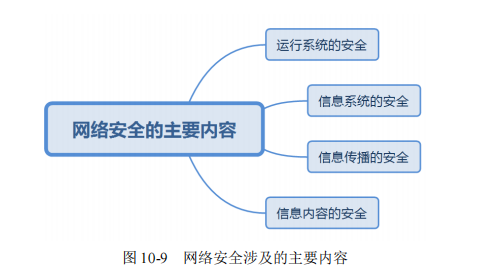 运行系统的安全
信息系统的安全
网络安全的主要内容
信息传播的安全
信息内容的安全
图 10-9 网络安全涉及的主要内容